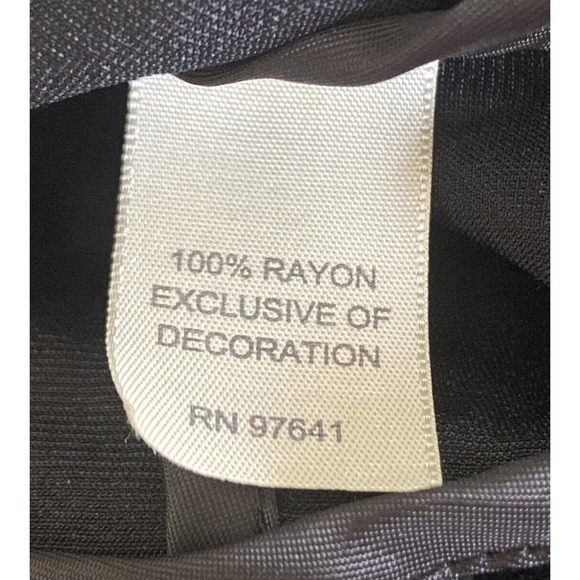 100% RAYON
EXCLUSIVE OF
DECORATION
RN 97641